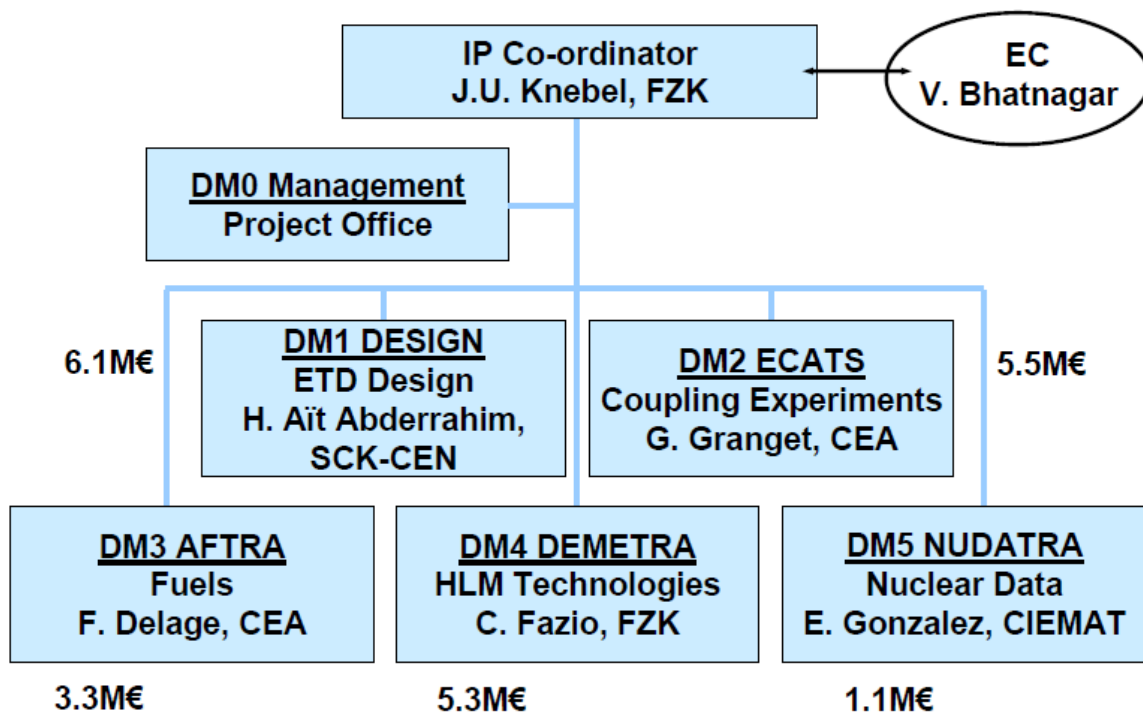 IP Co-ordinator
J.U. Knebel, FZK
EC
V. Bhatnagar
DM0 Management
Project Office
6.1M€
DM1 DESIGN
ETD Design
H. Aït Abderrahim,
SCK-CEN
DM2 ECATS
Coupling Experiments
G. Granget, CEA
5.5M€
DM3 AFTRA
Fuels
F. Delage, CEA
DM4 DEMETRA
HLM Technologies
C. Fazio, FZK
DM5 NUDATRA
Nuclear Data
E. Gonzalez, CIEMAT
3.3M€
5.3M€
1.1M€